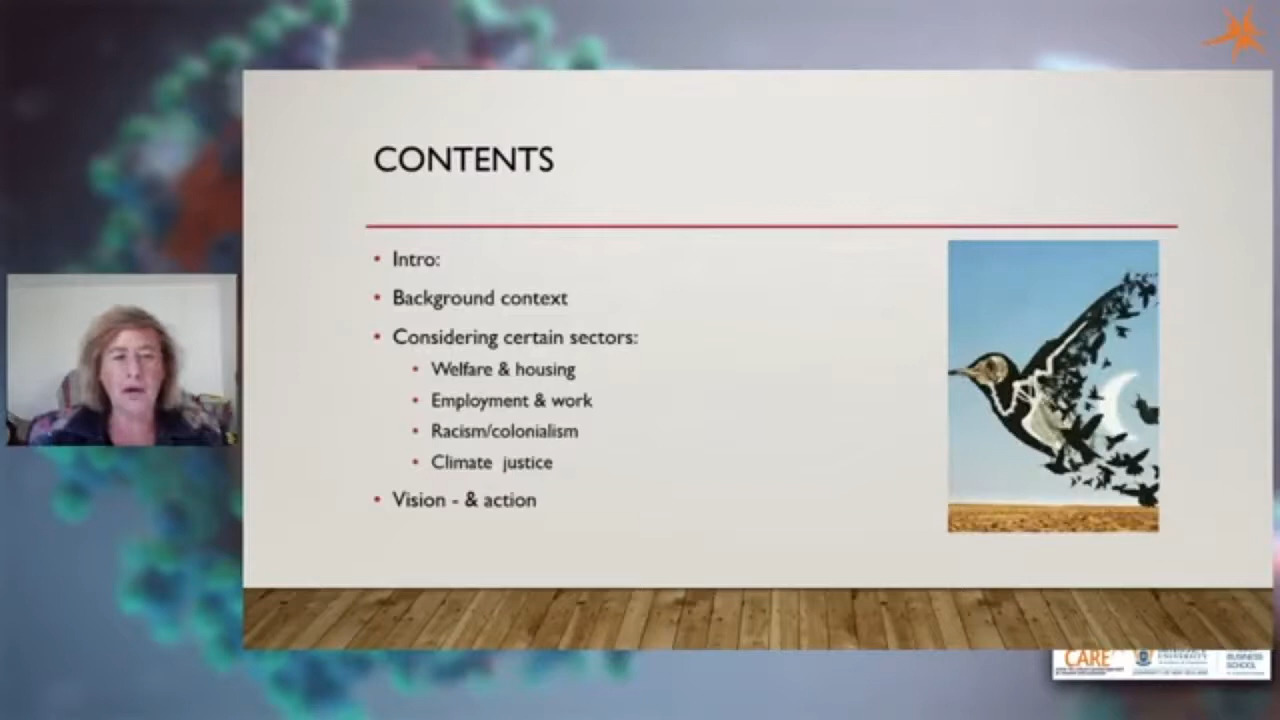 CONTENTS
• Intro:
• Background context
• Considering certain sectors:
• Welfare & housing
• Employment & work
• Racism/colonialism
• Climate justice
• Vision - & action
CARE
UNIVERSITY
BUSINESS
SCHOOL